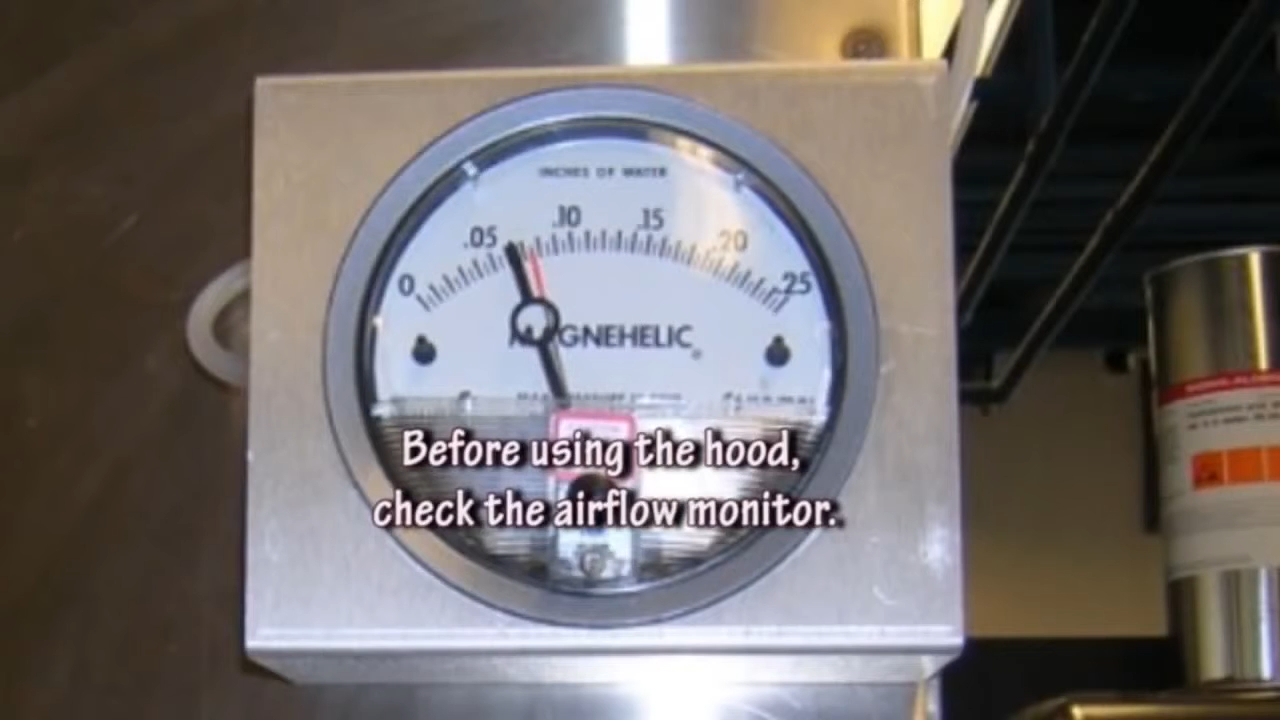 INCHES OF WATER
0 .05 .10 .15 .20 .25
MAGNEHELIC®
Before using the hood,
check the airflow monitor.